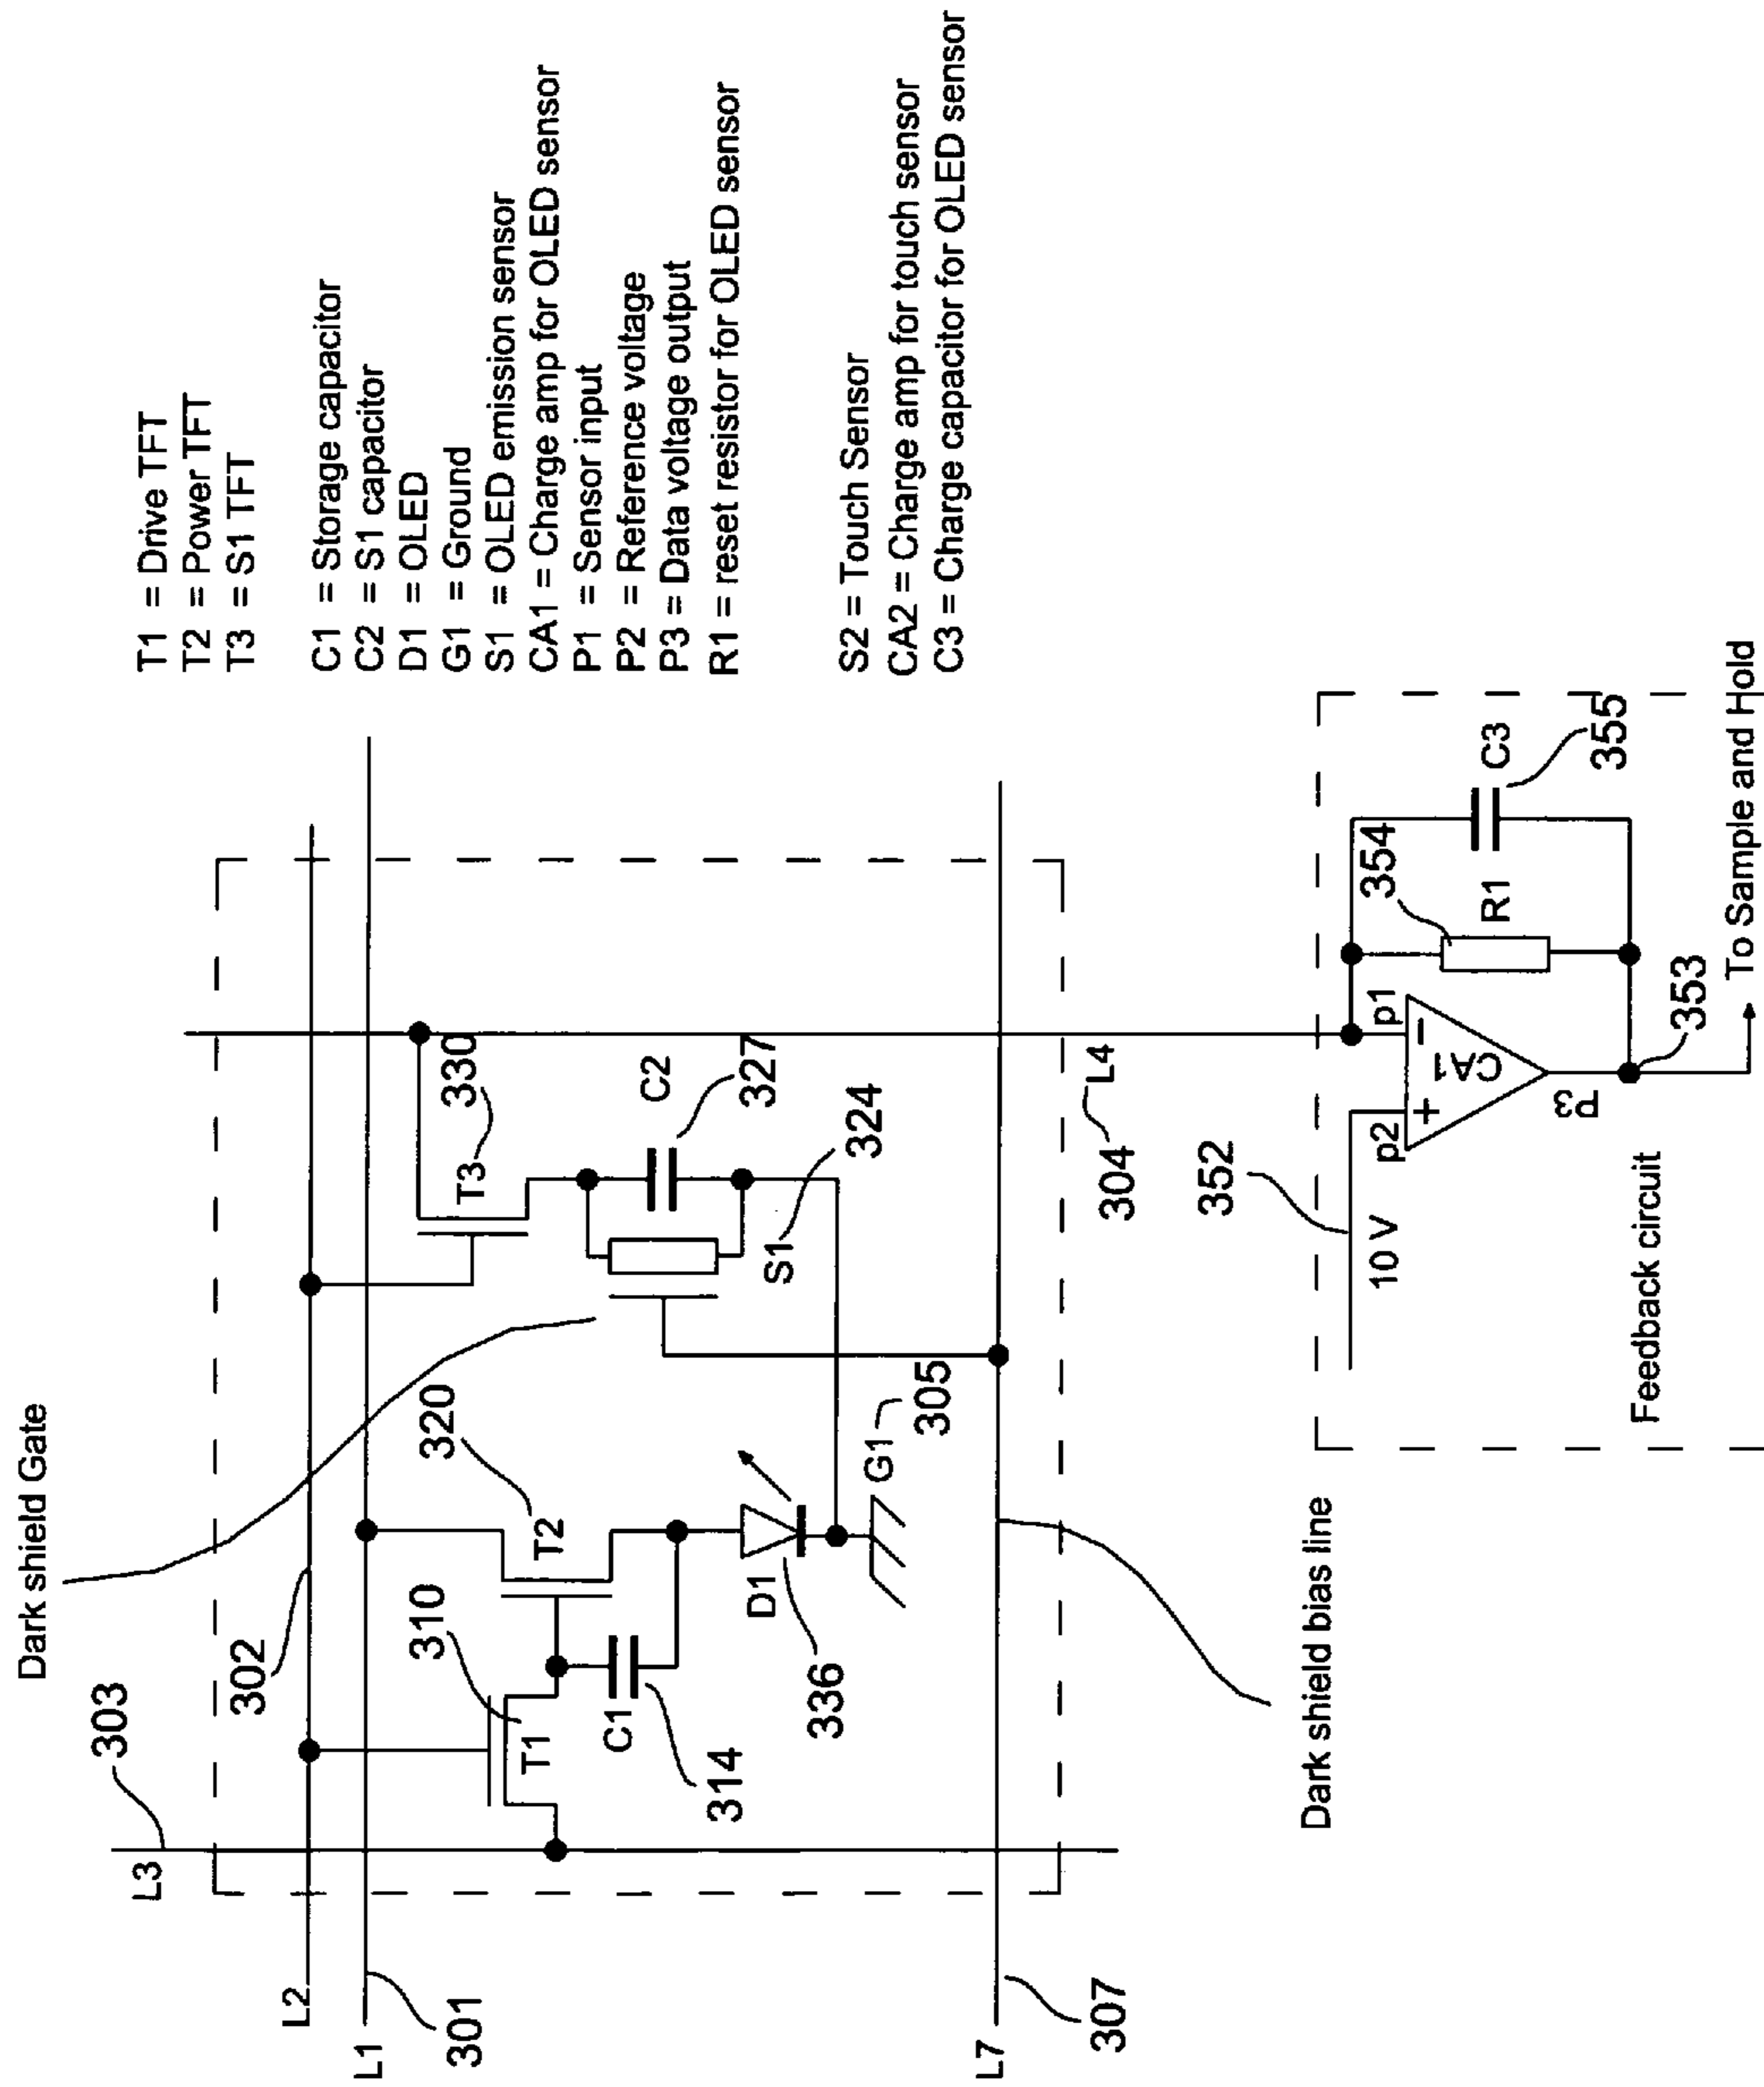 Dark shield Gate
T1 = Drive TFT
T2 = Power TFT
T3 = S1 TFT
C1 = Storage capacitor
C2 = S1 capacitor
D1 = OLED
G1 = Ground
S1 = OLED emission sensor
CA1 = Charge amp for OLED sensor
P1 = Sensor input
P2 = Reference voltage
P3 = Data voltage output
R1 = reset resistor for OLED sensor
S2 = Touch Sensor
CA2 = Charge amp for touch sensor
C3 = Charge capacitor for OLED sensor
303
L3
302
L2
L1
301
310
T1
320
T2
C1
314
D1
336
G1
305
T3
330
C2
327
S1
324
L7
307
Dark shield bias line
304
L4
352
10 V
p2
+
p1
−
CA1
P3
353
354
R1
C3
355
Feedback circuit
To Sample and Hold